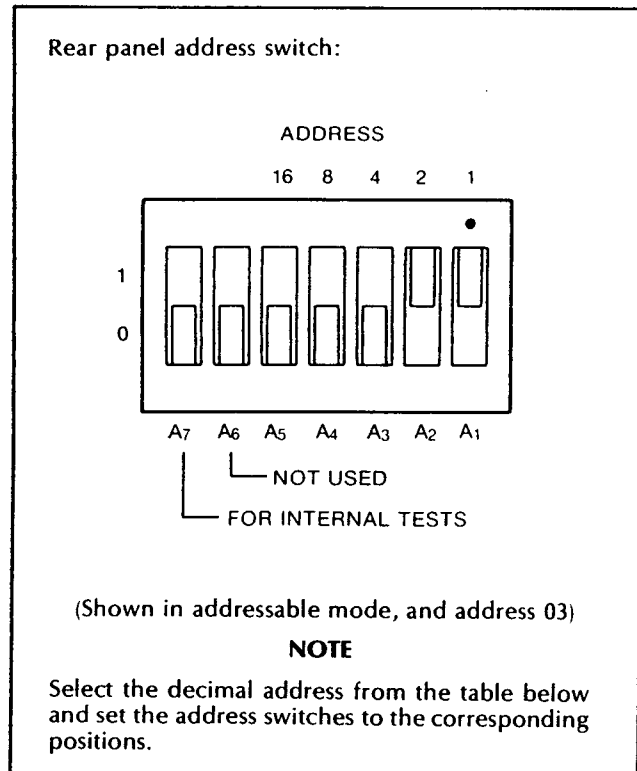 Rear panel address switch:
ADDRESS
16 8 4 2 1
1
0
A7 A6 A5 A4 A3 A2 A1
NOT USED
FOR INTERNAL TESTS
(Shown in addressable mode, and address 03)
NOTE
Select the decimal address from the table below
and set the address switches to the corresponding
positions.